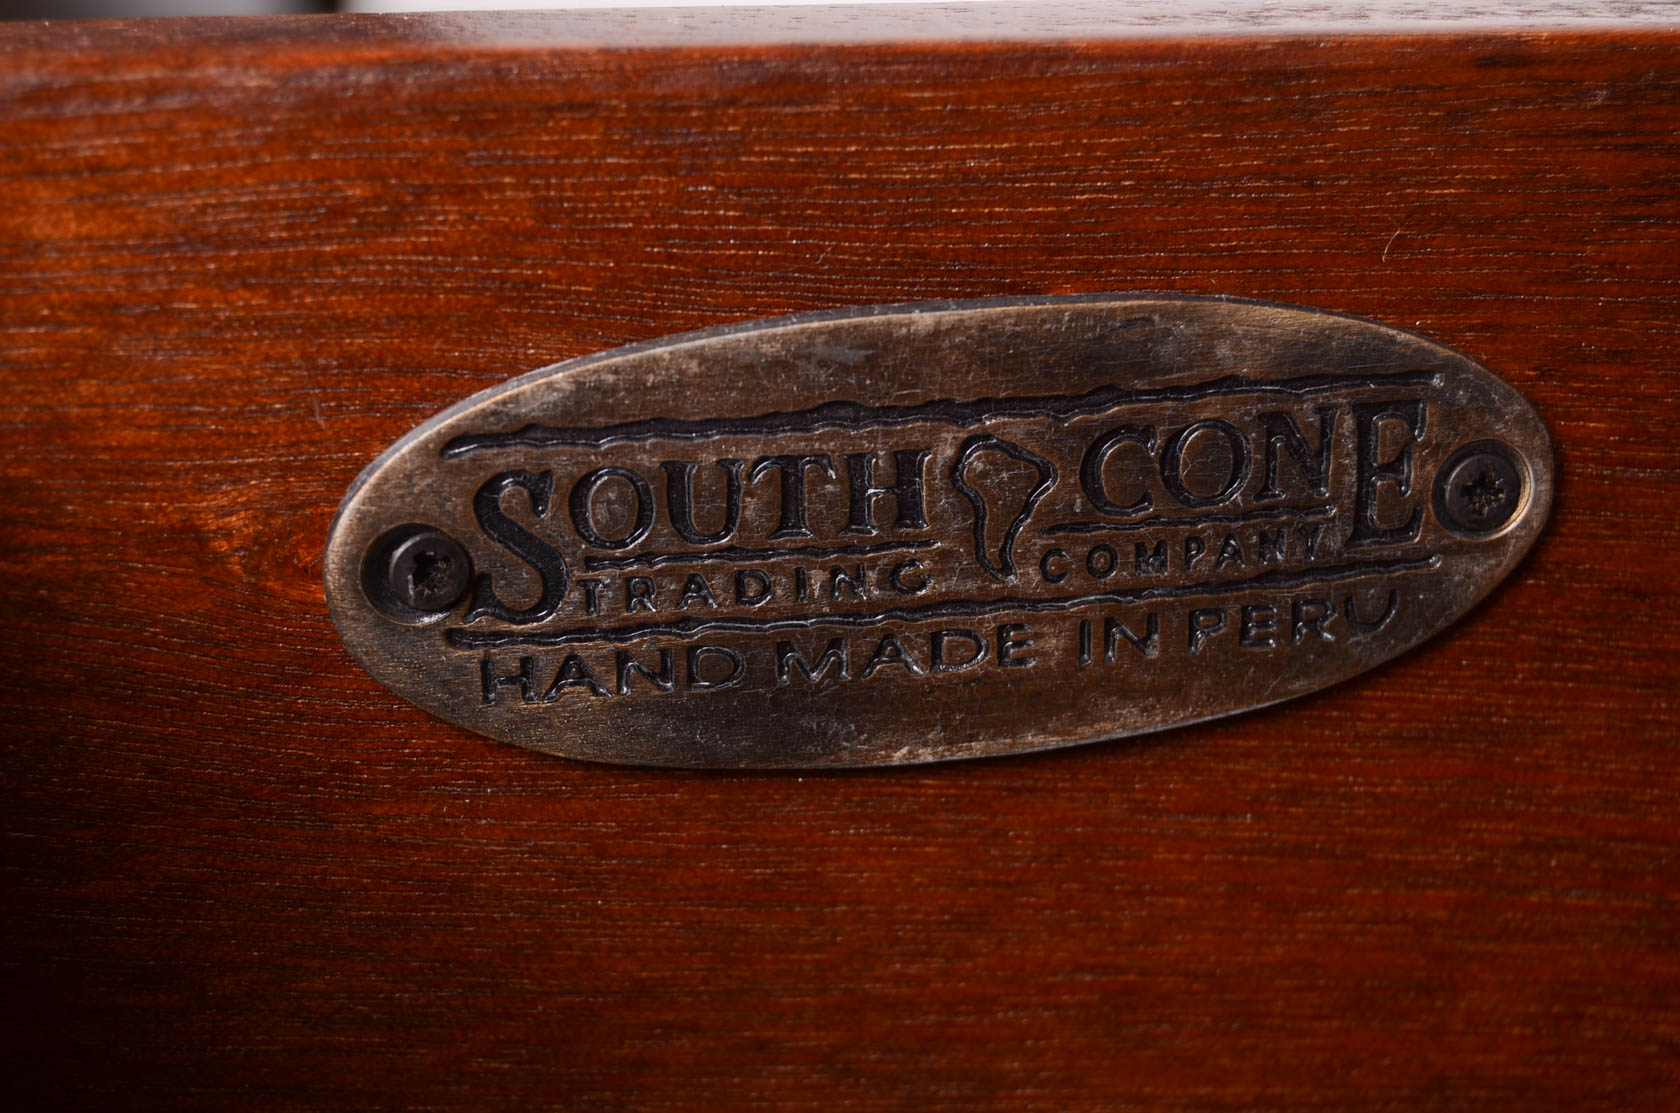 SOUTH CONE
TRADING COMPANY
HAND MADE IN PERU